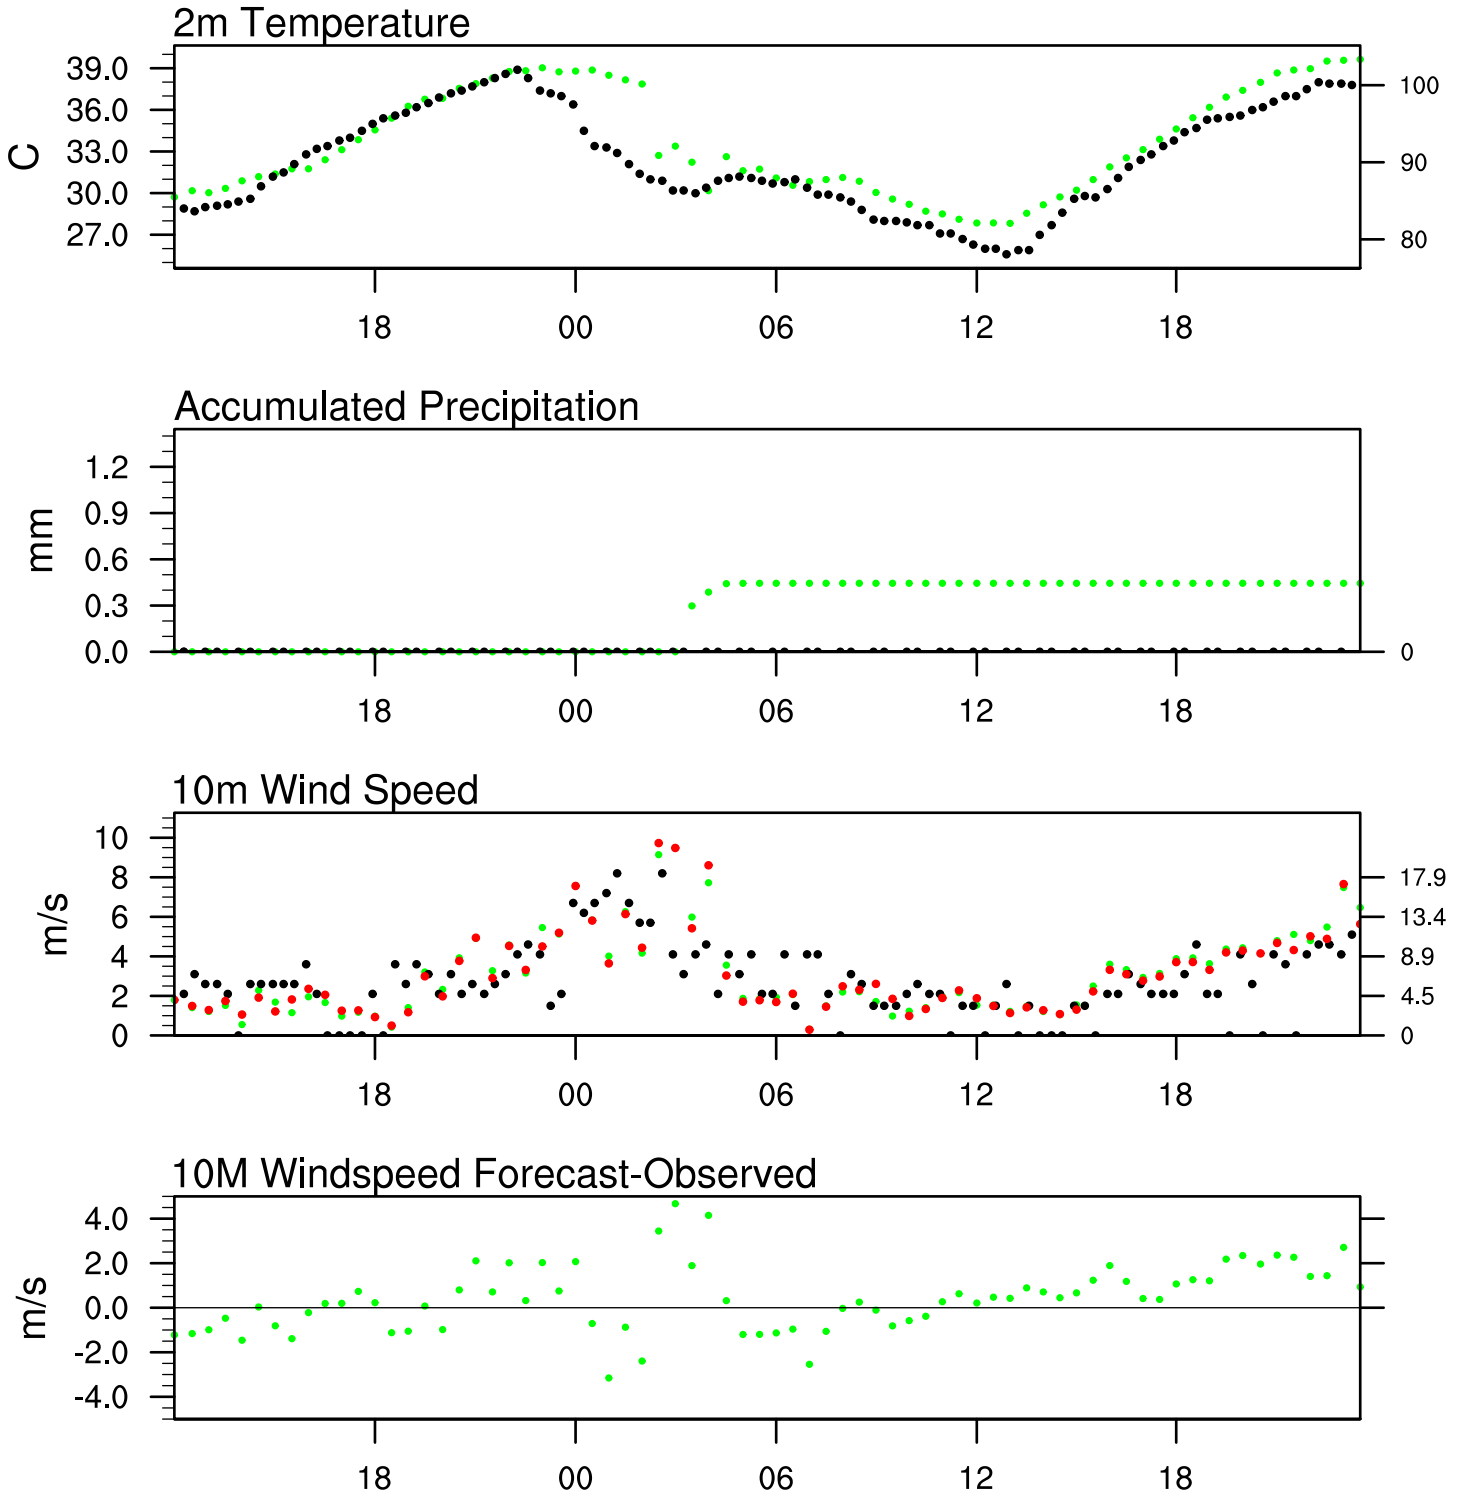 2m Temperature
39.0
36.0
33.0
30.0
27.0
C
100
90
80
18 00 06 12 18
Accumulated Precipitation
1.2
0.9
0.6
0.3
0.0
mm
0
18 00 06 12 18
10m Wind Speed
10
8
6
4
2
0
m/s
17.9
13.4
8.9
4.5
0
18 00 06 12 18
10M Windspeed Forecast-Observed
4.0
2.0
0.0
-2.0
-4.0
m/s
18 00 06 12 18